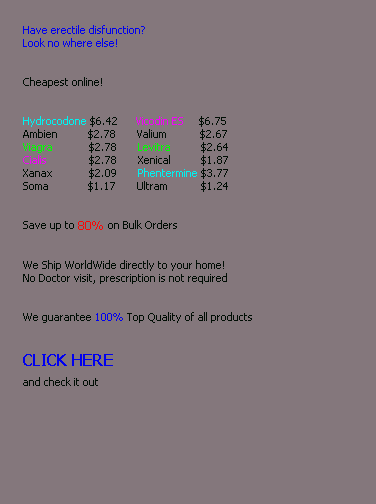 Have erectile disfunction?
Look no where else!
Cheapest online!
Hydrocodone $6.42 Vicodin ES $6.75
Ambien $2.78 Valium $2.67
Viagra $2.78 Levitra $2.64
Cialis $2.78 Xenical $1.87
Xanax $2.09 Phentermine $3.77
Soma $1.17 Ultram $1.24
Save up to 80% on Bulk Orders
We Ship WorldWide directly to your home!
No Doctor visit, prescription is not required
We guarantee 100% Top Quality of all products
CLICK HERE
and check it out